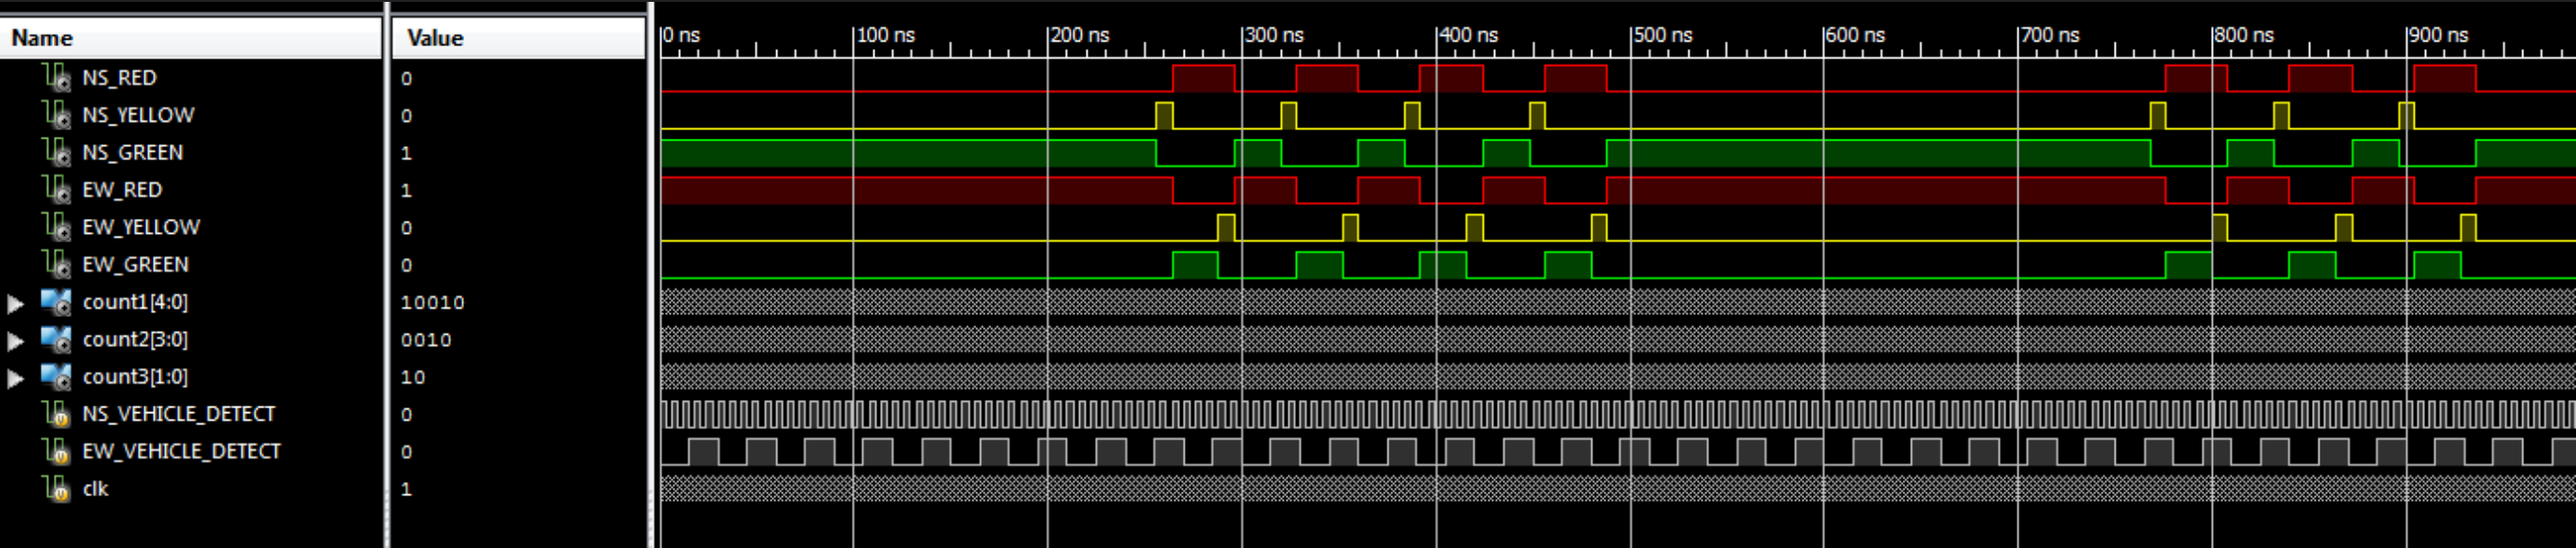 Name Value 0 ns 100 ns 200 ns 300 ns 400 ns 500 ns 600 ns 700 ns 800 ns 900 ns
NS_RED 0
NS_YELLOW 0
NS_GREEN 1
EW_RED 1
EW_YELLOW 0
EW_GREEN 0
count1[4:0] 10010
count2[3:0] 0010
count3[1:0] 10
NS_VEHICLE_DETECT 0
EW_VEHICLE_DETECT 0
clk 1